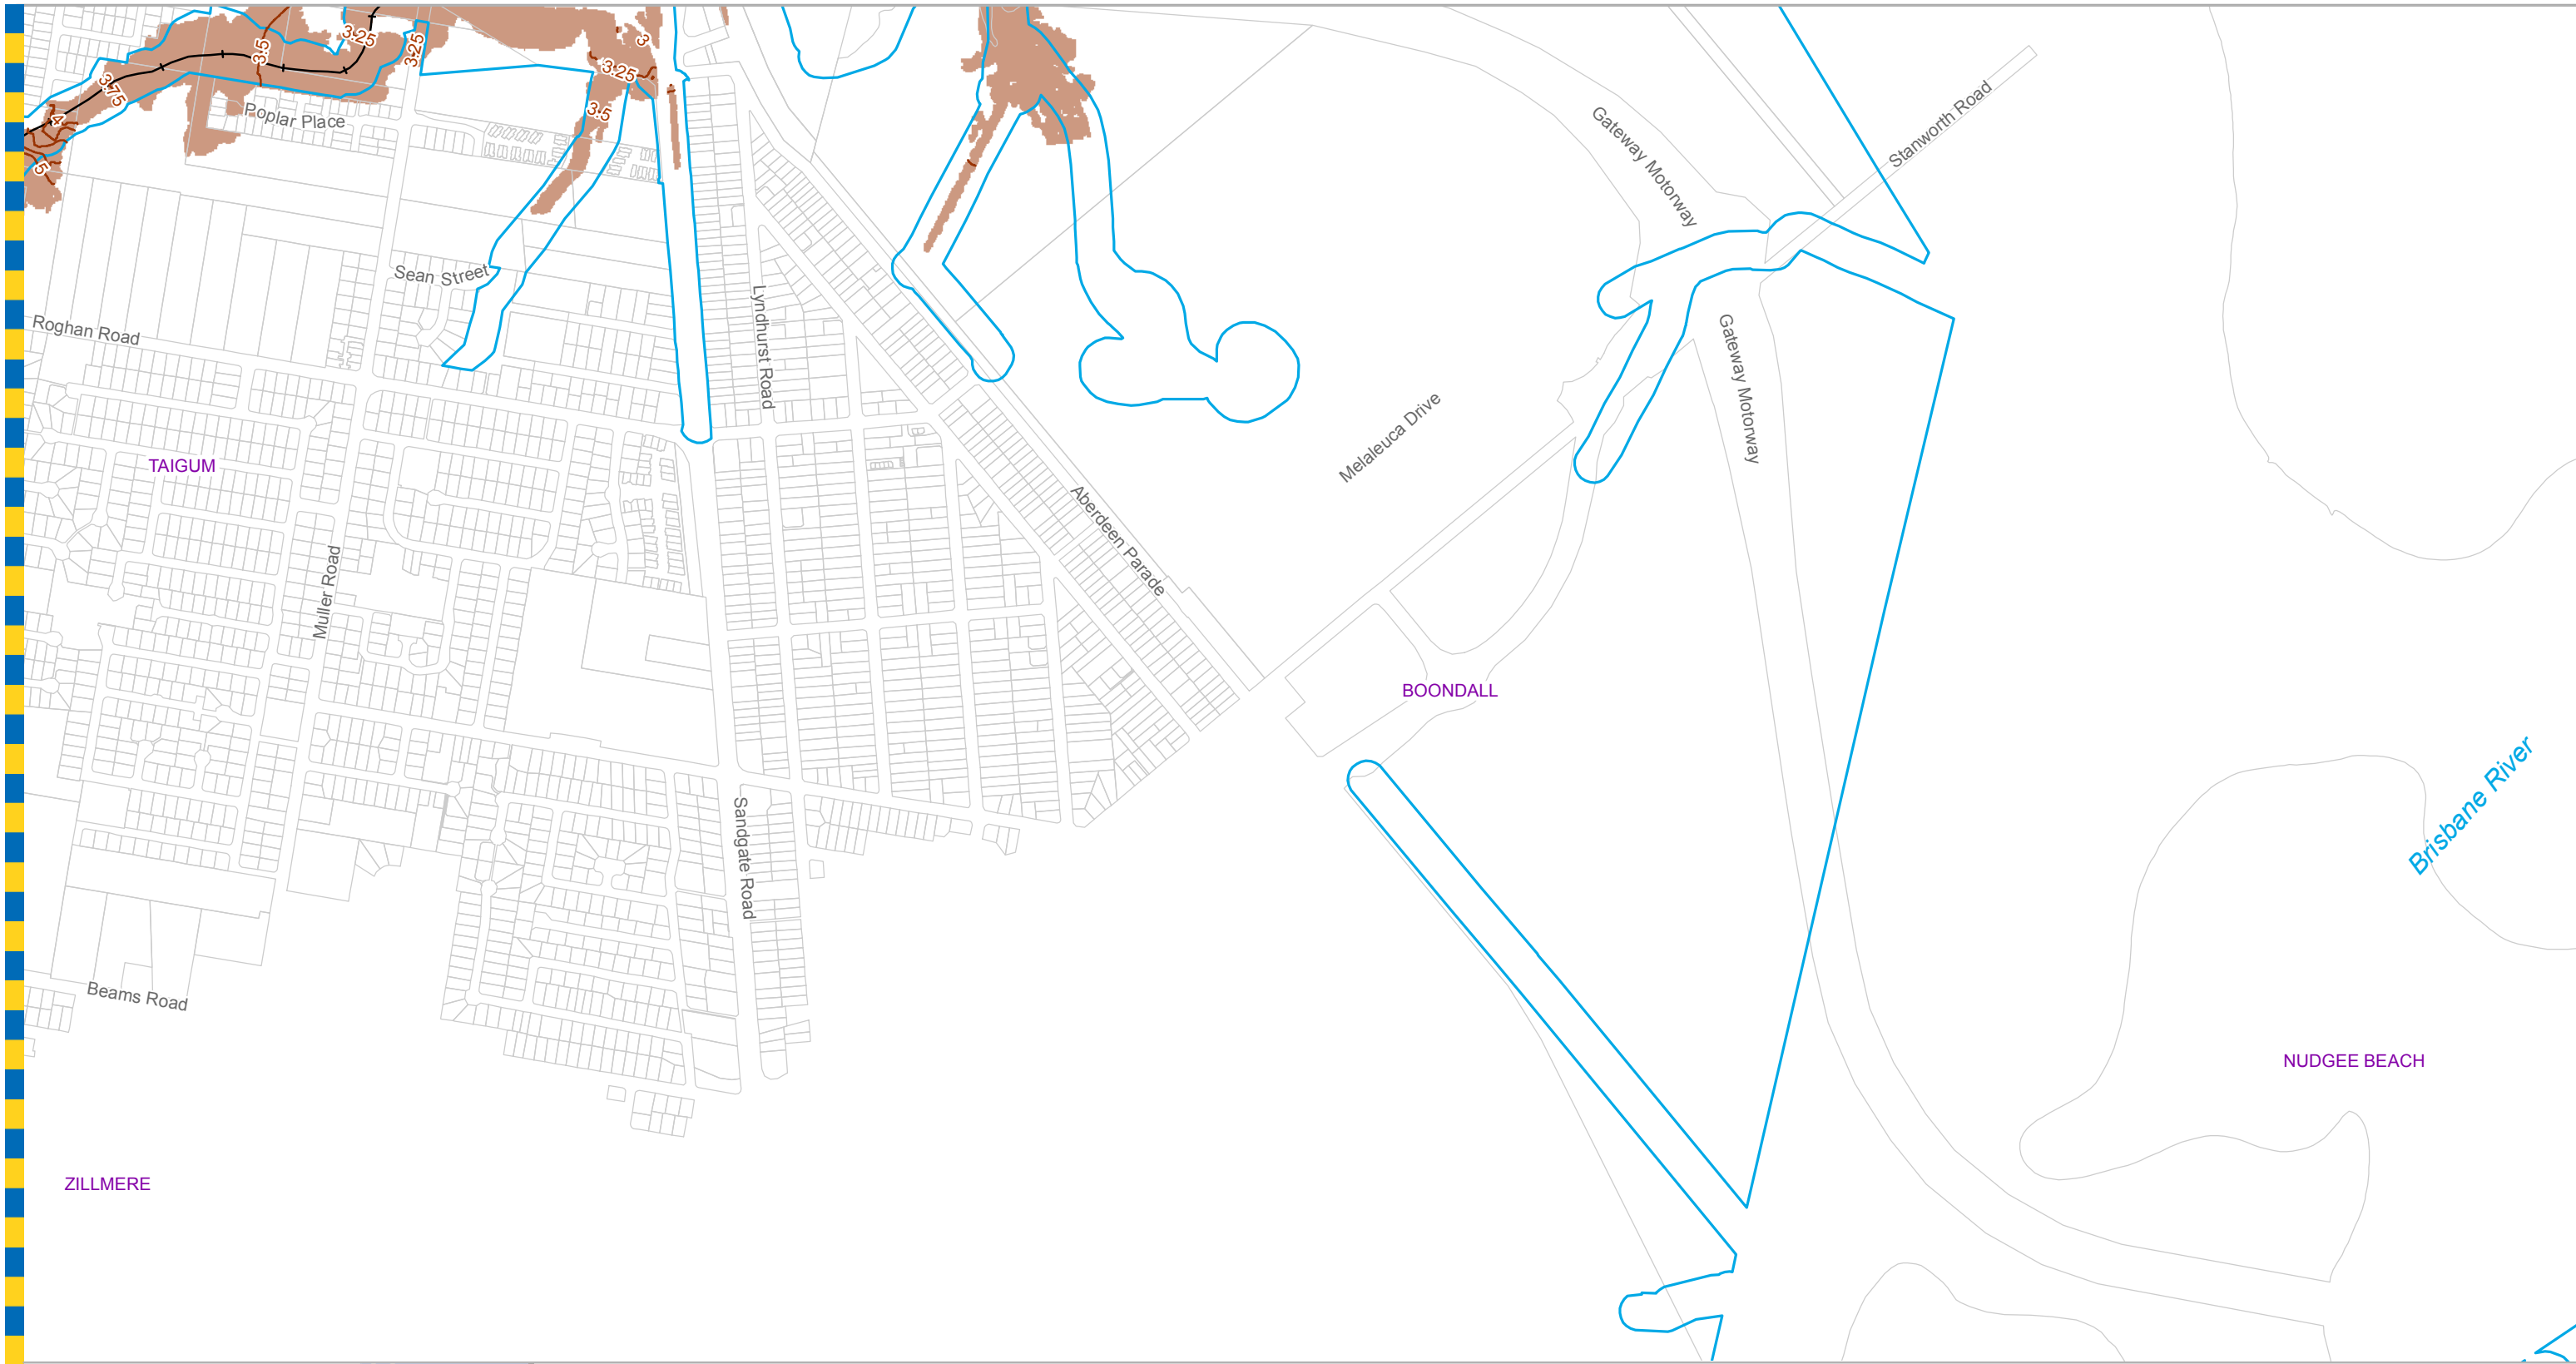 3.25
3.5
3.25
3
3.25
3.75
3.5
4
5
Poplar Place
Gateway Motorway
Stanworth Road
Sean Street
Lyndhurst Road
Roghan Road
Gateway Motorway
Melaleuca Drive
TAIGUM
Aberdeen Parade
Muller Road
BOONDALL
Brisbane River
Sandgate Road
Beams Road
NUDGEE BEACH
ZILLMERE